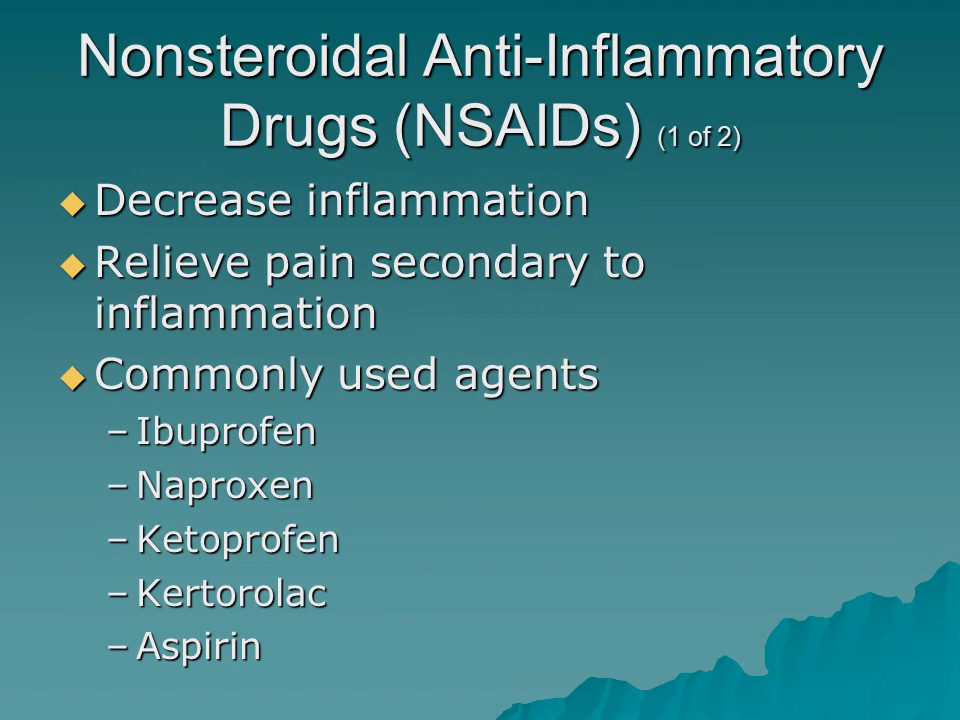 Nonsteroidal Anti-Inflammatory
Drugs (NSAIDs) (1 of 2)
Decrease inflammation
Relieve pain secondary to
inflammation
Commonly used agents
–Ibuprofen
–Naproxen
–Ketoprofen
–Kertorolac
–Aspirin